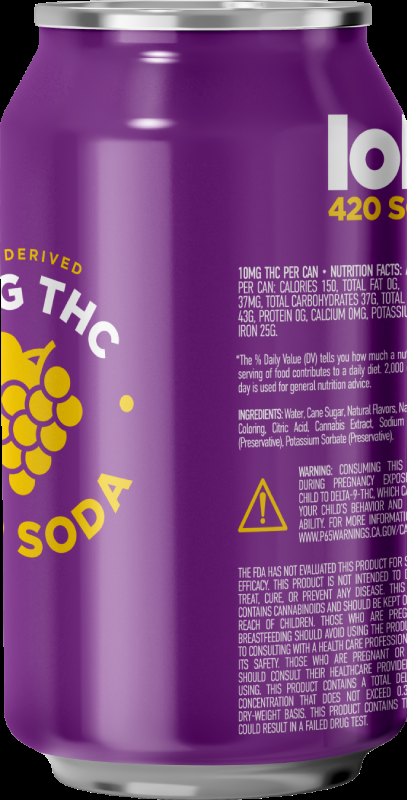 DERIVED
G THC
SODA
lo
420 S
10MG THC PER CAN • NUTRITION FACTS:
PER CAN: CALORIES 150, TOTAL FAT 0G,
37MG, TOTAL CARBOHYDRATES 37G, TOTAL
43G, PROTEIN 0G, CALCIUM 0MG, POTASSIU
IRON 25G.
*The % Daily Value (DV) tells you how much a nu
serving of food contributes to a daily diet. 2,000
day is used for general nutrition advice.
INGREDIENTS: Water, Cane Sugar, Natural Flavors, Na
Coloring, Citric Acid, Cannabis Extract, Sodium
(Preservative), Potassium Sorbate (Preservative).
WARNING: CONSUMING THIS
DURING PREGNANCY EXPOS
CHILD TO DELTA-9-THC, WHICH CA
YOUR CHILD'S BEHAVIOR AND
ABILITY. FOR MORE INFORMATI
WWW.P65WARNINGS.CA.GOV/CA
THE FDA HAS NOT EVALUATED THIS PRODUCT FOR S
EFFICACY. THIS PRODUCT IS NOT INTENDED TO D
TREAT, CURE, OR PREVENT ANY DISEASE. THIS
CONTAINS CANNABINOIDS AND SHOULD BE KEPT O
REACH OF CHILDREN. THOSE WHO ARE PREG
BREASTFEEDING SHOULD AVOID USING THE PRODU
TO CONSULTING WITH A HEALTH CARE PROFESSION
ITS SAFETY. THOSE WHO ARE PREGNANT OR
SHOULD CONSULT THEIR HEALTHCARE PROVIDE
USING. THIS PRODUCT CONTAINS A TOTAL DEL
CONCENTRATION THAT DOES NOT EXCEED 0.3
DRY-WEIGHT BASIS. THIS PRODUCT CONTAINS T
COULD RESULT IN A FAILED DRUG TEST.